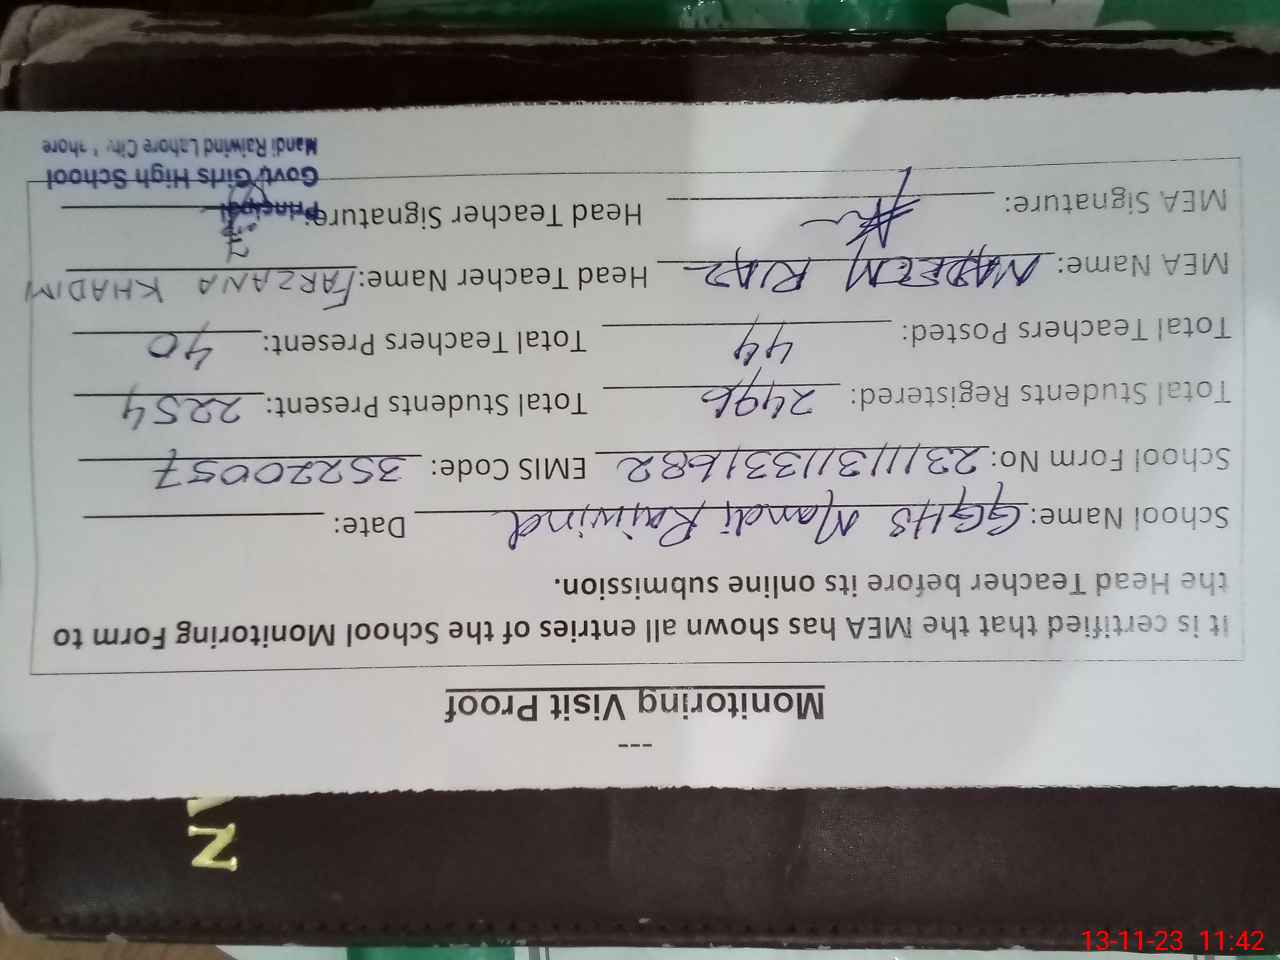 ---
Monitoring Visit Proof
It is certified that the MEA has shown all entries of the School Monitoring Form to
the Head Teacher before its online submission.
School Name: GGHS Mandi Raiwind Date:
School Form No: 231113113311682 EMIS Code: 35220057
Total Students Registered: 2496 Total Students Present: 2254
Total Teachers Posted: 44 Total Teachers Present: 40
MEA Name: NADEEM RIAZ Head Teacher Name: FARZANA KHADIM
MEA Signature: Head Teacher Signature:
Principal
Govt. Girls High School
Mandi Raiwind Lahore City Lahore
13-11-23 11:42